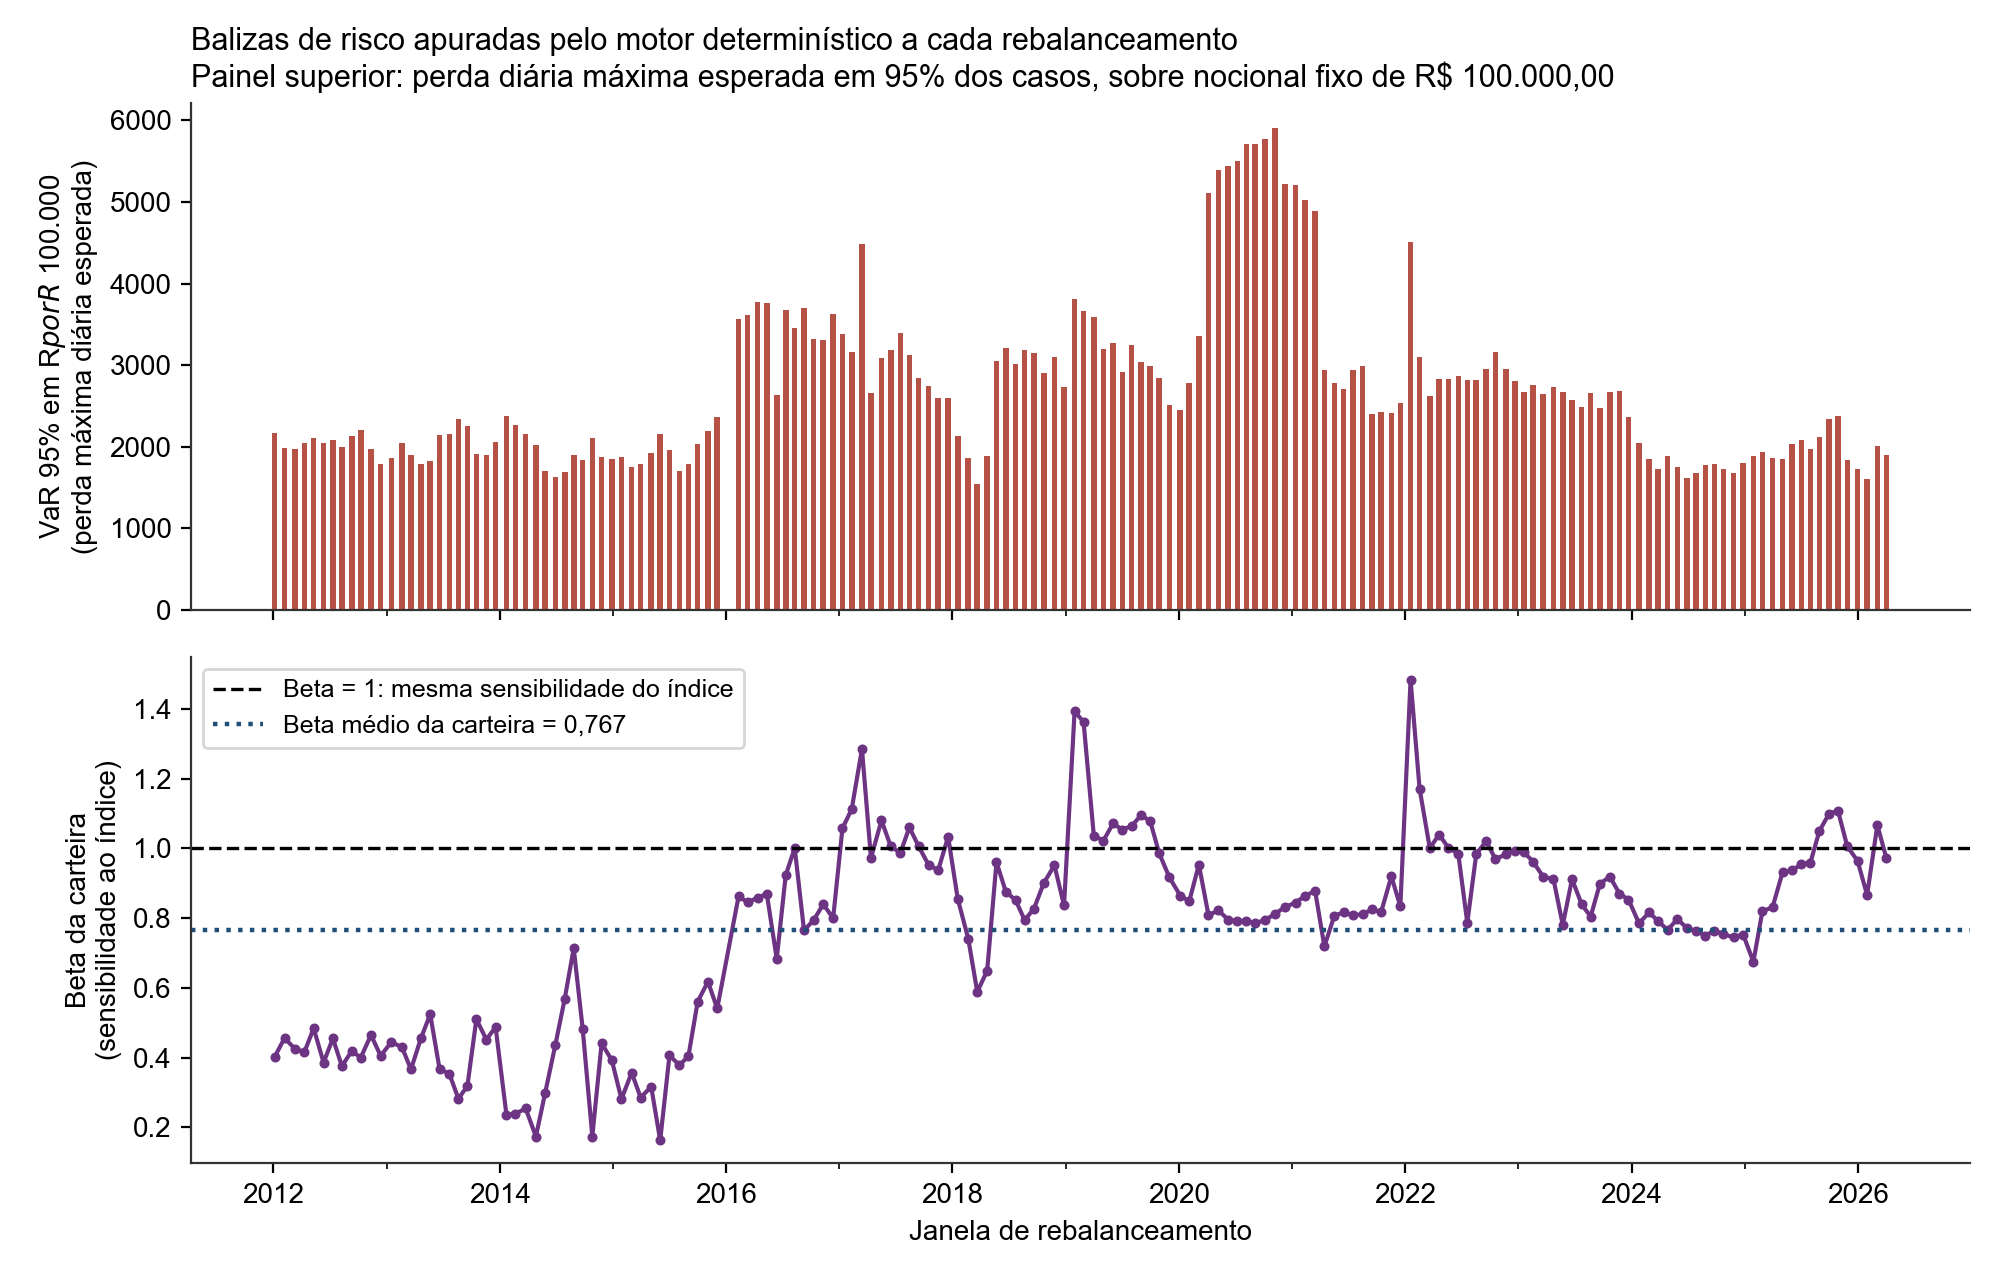 Balizas de risco apuradas pelo motor determinístico a cada rebalanceamento
Painel superior: perda diária máxima esperada em 95% dos casos, sobre nocional fixo de R$ 100.000,00
VaR 95% em RporR 100.000
(perda máxima diária esperada)
6000
5000
4000
3000
2000
1000
0
Beta = 1: mesma sensibilidade do índice
Beta médio da carteira = 0,767
Beta da carteira
(sensibilidade ao índice)
1.4
1.2
1.0
0.8
0.6
0.4
0.2
2012 2014 2016 2018 2020 2022 2024 2026
Janela de rebalanceamento